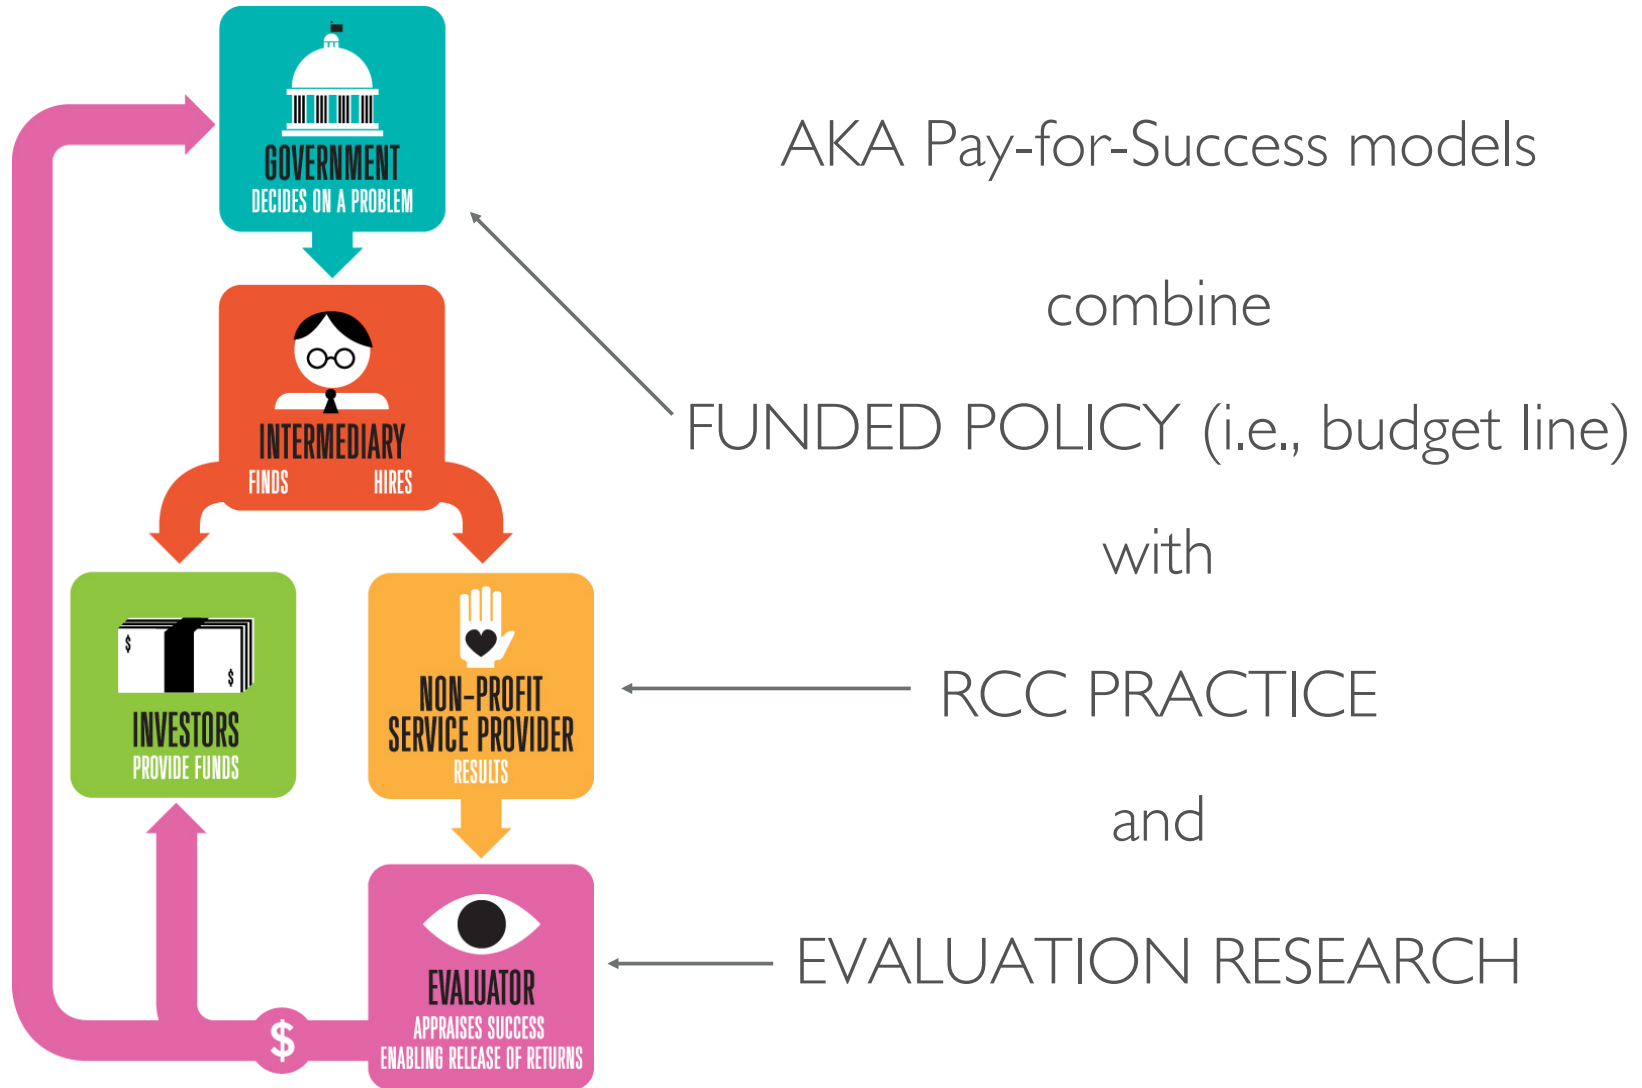 GOVERNMENT
DECIDES ON A PROBLEM
INTERMEDIARY
FINDS
HIRES
$
$
INVESTORS
PROVIDE FUNDS
NON-PROFIT
SERVICE PROVIDER
RESULTS
EVALUATOR
APPRAISES SUCCESS
ENABLING RELEASE OF RETURNS
$
AKA Pay-for-Success models
combine
FUNDED POLICY (i.e., budget line)
with
RCC PRACTICE
and
EVALUATION RESEARCH